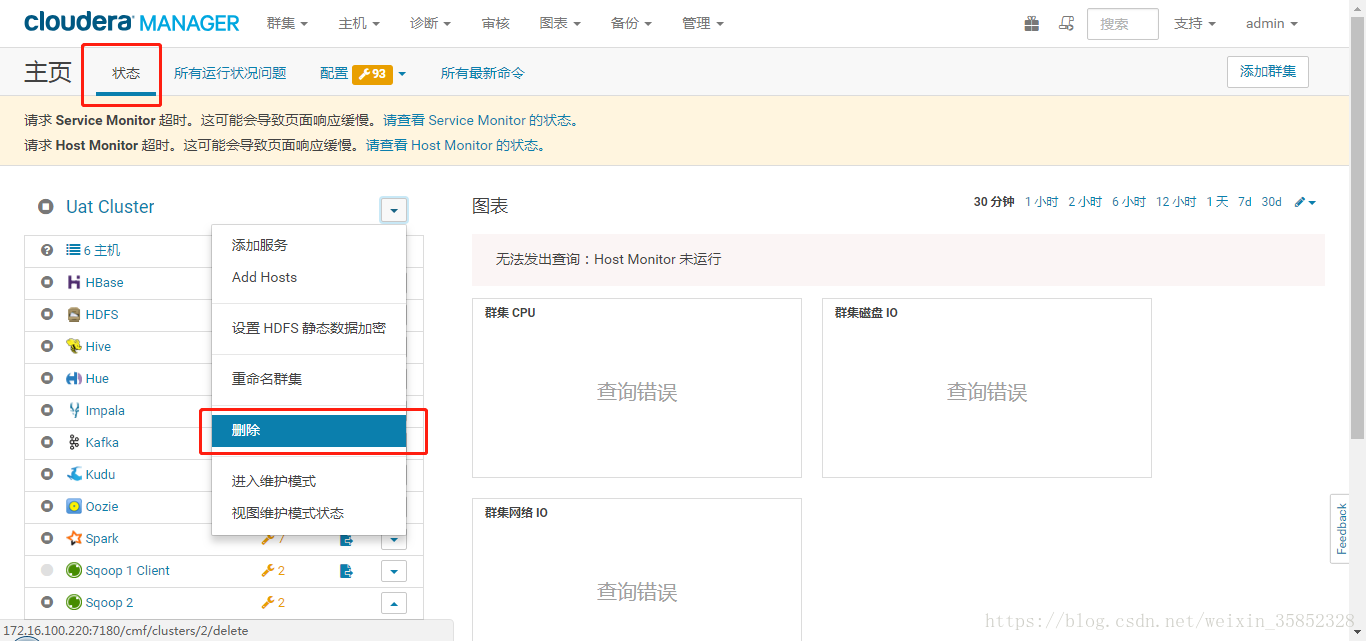 cloudera MANAGER 群集 主机 诊断 审核 图表 备份 管理 搜索 支持 admin
主页 状态 所有运行状况问题 配置 93 所有最新命令 添加群集
请求 Service Monitor 超时。这可能会导致页面响应缓慢。请查看 Service Monitor 的状态。
请求 Host Monitor 超时。这可能会导致页面响应缓慢。请查看 Host Monitor 的状态。
Uat Cluster
6 主机
HBase
HDFS
Hive
Hue
Impala
Kafka
Kudu
Oozie
Spark 7
Sqoop 1 Client 2
Sqoop 2 2
添加服务
Add Hosts
设置 HDFS 静态数据加密
重命名群集
删除
进入维护模式
视图维护模式状态
图表 30 分钟 1 小时 2 小时 6 小时 12 小时 1 天 7d 30d
无法发出查询：Host Monitor 未运行
群集 CPU
查询错误
群集磁盘 IO
查询错误
群集网络 IO
查询错误
Feedback
172.16.100.220:7180/cmf/clusters/2/delete
https://blog.csdn.net/weixin_35852328